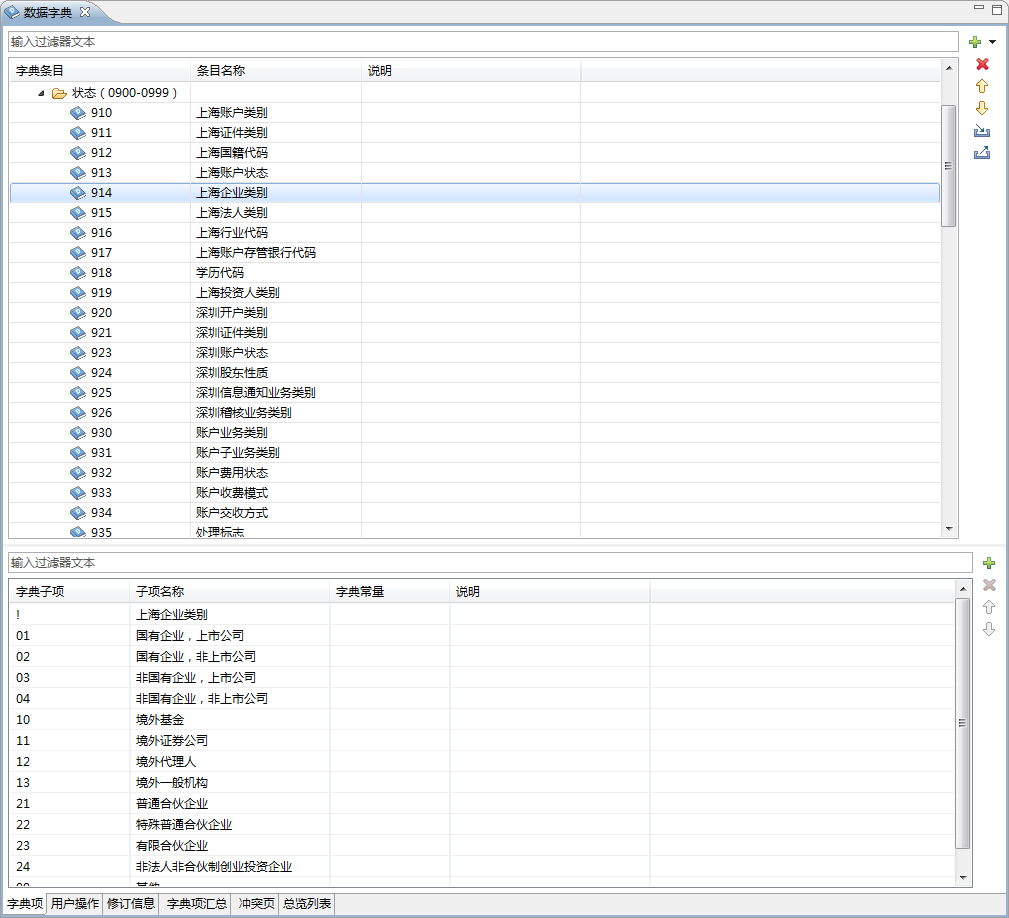 数据字典
输入过滤器文本
字典条目 条目名称 说明
状态（0900-0999）
910 上海账户类别
911 上海证件类别
912 上海国籍代码
913 上海账户状态
914 上海企业类别
915 上海法人类别
916 上海行业代码
917 上海账户存管银行代码
918 学历代码
919 上海投资人类别
920 深圳开户类别
921 深圳证件类别
923 深圳账户状态
924 深圳股东性质
925 深圳信息通知业务类别
926 深圳稽核业务类别
930 账户业务类别
931 账户子业务类别
932 账户费用状态
933 账户收费模式
934 账户交收方式
935 处理标志
输入过滤器文本
字典子项 子项名称 字典常量 说明
! 上海企业类别
01 国有企业，上市公司
02 国有企业，非上市公司
03 非国有企业，上市公司
04 非国有企业，非上市公司
10 境外基金
11 境外证券公司
12 境外代理人
13 境外一般机构
21 普通合伙企业
22 特殊普通合伙企业
23 有限合伙企业
24 非法人非合伙制创业投资企业
字典项 用户操作 修订信息 字典项汇总 冲突页 总览列表